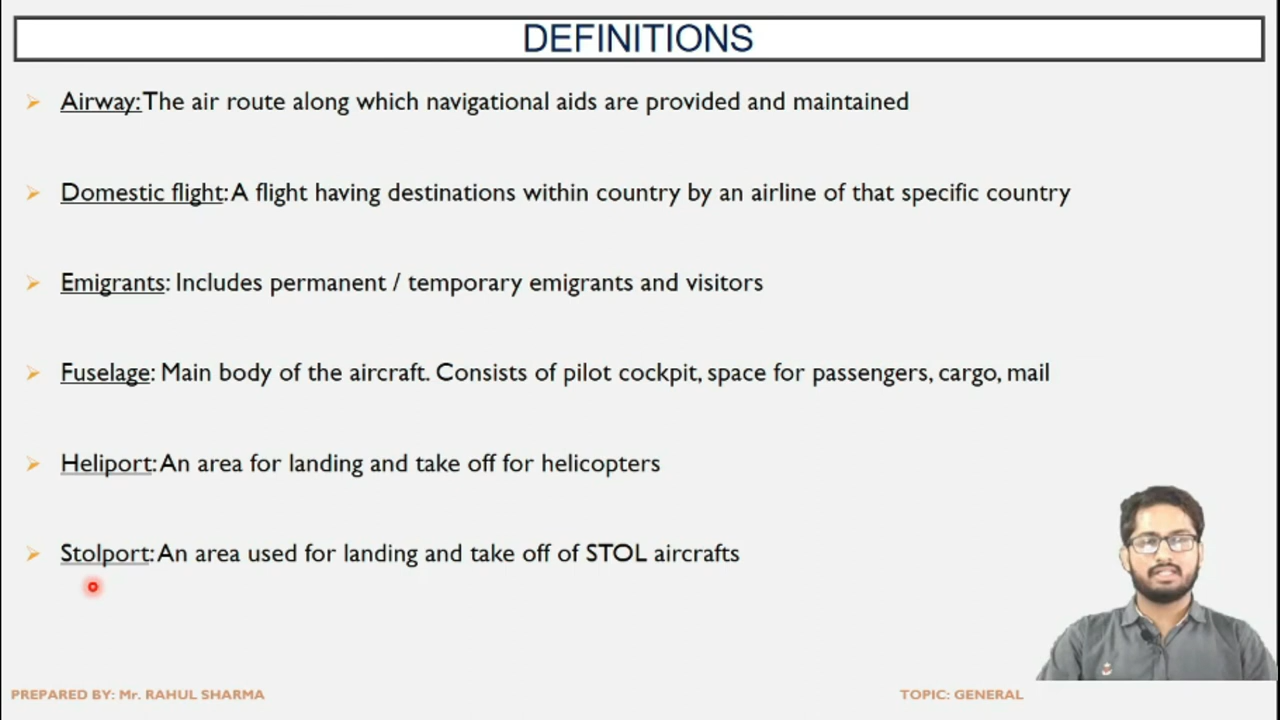 DEFINITIONS
Airway: The air route along which navigational aids are provided and maintained
Domestic flight: A flight having destinations within country by an airline of that specific country
Emigrants: Includes permanent / temporary emigrants and visitors
Fuselage: Main body of the aircraft. Consists of pilot cockpit, space for passengers, cargo, mail
Heliport: An area for landing and take off for helicopters
Stolport: An area used for landing and take off of STOL aircrafts
PREPARED BY: Mr. RAHUL SHARMA
TOPIC: GENERAL